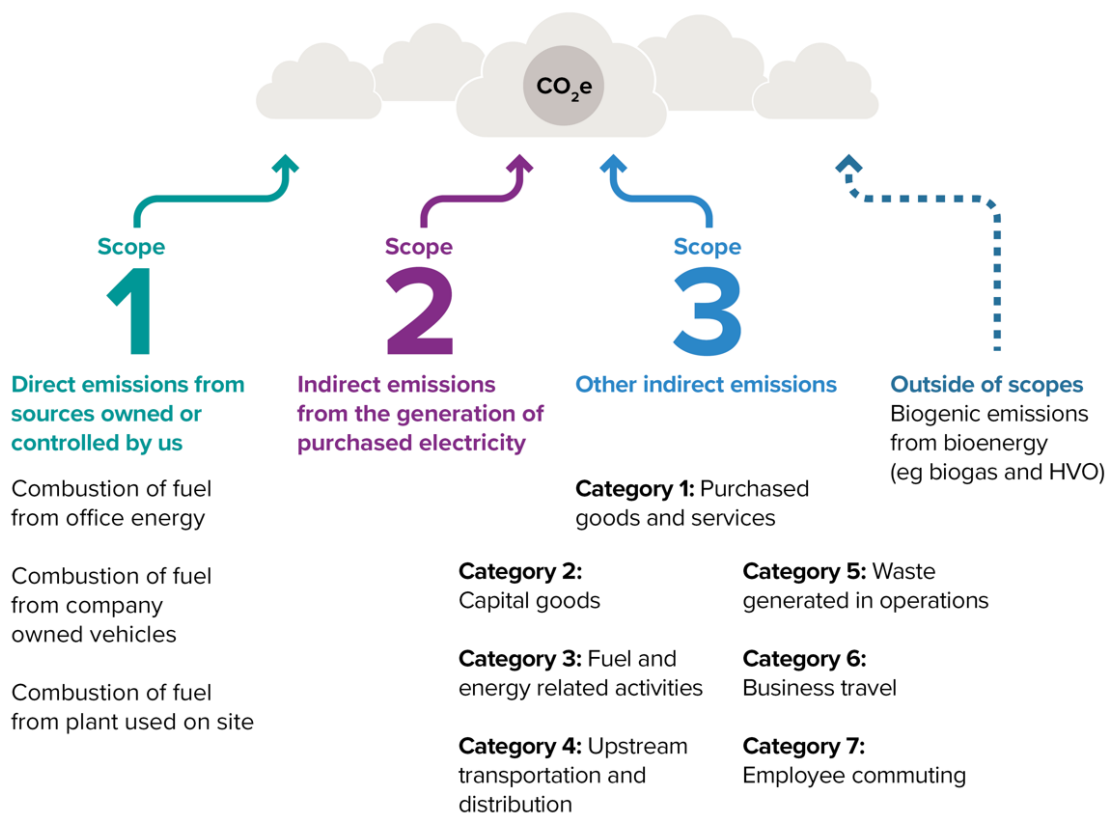 CO₂e
Scope
1
Direct emissions from
sources owned or
controlled by us
Combustion of fuel
from office energy
Combustion of fuel
from company
owned vehicles
Combustion of fuel
from plant used on site
Scope
2
Indirect emissions
from the generation of
purchased electricity
Scope
3
Other indirect emissions
Category 1: Purchased
goods and services
Category 2:
Capital goods
Category 3: Fuel and
energy related activities
Category 4: Upstream
transportation and
distribution
Category 5: Waste
generated in operations
Category 6:
Business travel
Category 7:
Employee commuting
Outside of scopes
Biogenic emissions
from bioenergy
(eg biogas and HVO)